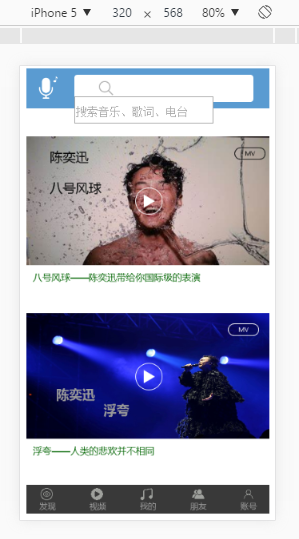 iPhone 5 ▼ 320 × 568 80% ▼
搜索音乐、歌词、电台
陈奕迅
MV
八号风球
八号风球——陈奕迅带给你国际级的表演
MV
陈奕迅
浮夸
浮夸——人类的悲欢并不相同
发现 视频 我的 朋友 账号